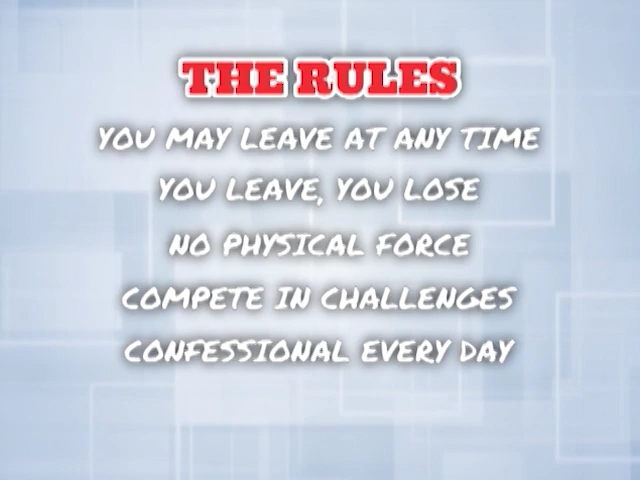 THE RULES
YOU MAY LEAVE AT ANY TIME
YOU LEAVE, YOU LOSE
NO PHYSICAL FORCE
COMPETE IN CHALLENGES
CONFESSIONAL EVERY DAY